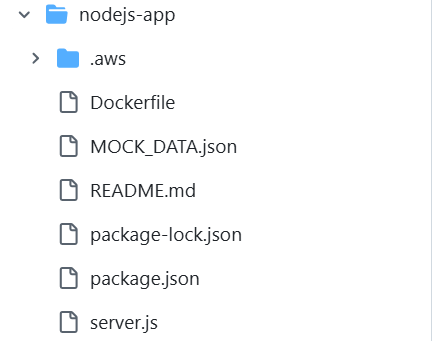 nodejs-app
.aws
Dockerfile
MOCK_DATA.json
README.md
package-lock.json
package.json
server.js